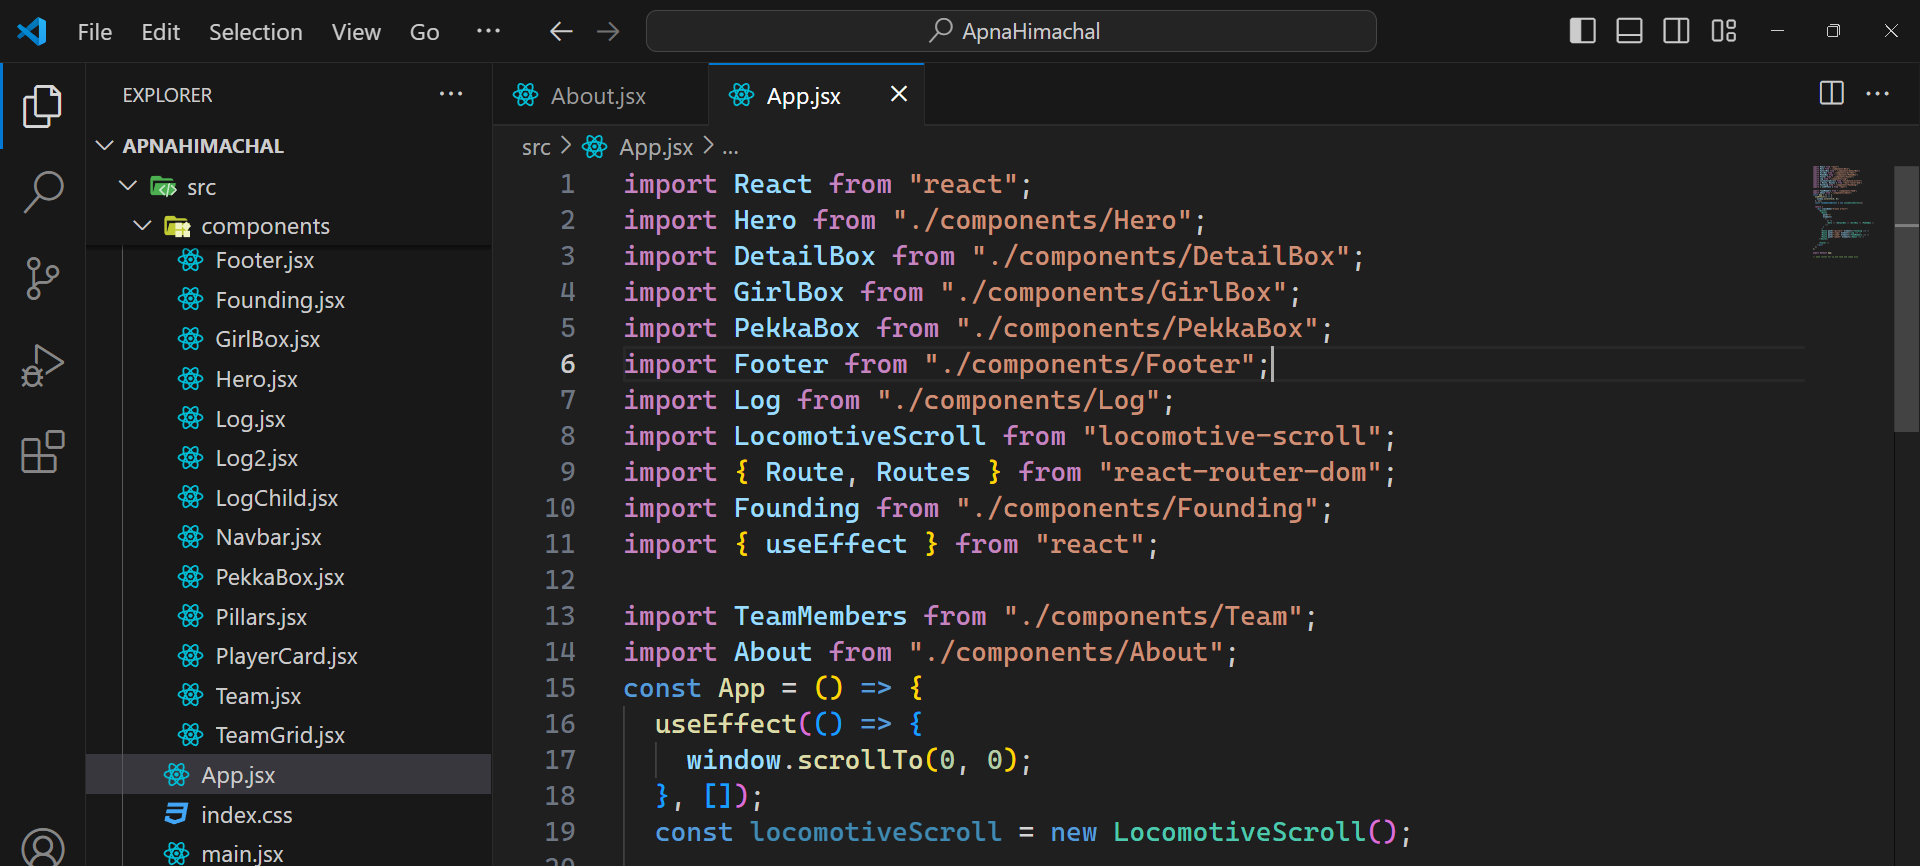 File Edit Selection View Go ··· ApnaHimachal
EXPLORER ···
About.jsx App.jsx ···
src > App.jsx > ...
APNAHIMACHAL
src
components
Footer.jsx
Founding.jsx
GirlBox.jsx
Hero.jsx
Log.jsx
Log2.jsx
LogChild.jsx
Navbar.jsx
PekkaBox.jsx
Pillars.jsx
PlayerCard.jsx
Team.jsx
TeamGrid.jsx
App.jsx
index.css
main.jsx
1 import React from "react";
2 import Hero from "./components/Hero";
3 import DetailBox from "./components/DetailBox";
4 import GirlBox from "./components/GirlBox";
5 import PekkaBox from "./components/PekkaBox";
6 import Footer from "./components/Footer";
7 import Log from "./components/Log";
8 import LocomotiveScroll from "locomotive-scroll";
9 import { Route, Routes } from "react-router-dom";
10 import Founding from "./components/Founding";
11 import { useEffect } from "react";
12
13 import TeamMembers from "./components/Team";
14 import About from "./components/About";
15 const App = () => {
16 useEffect(() => {
17 window.scrollTo(0, 0);
18 }, []);
19 const locomotiveScroll = new LocomotiveScroll();
20